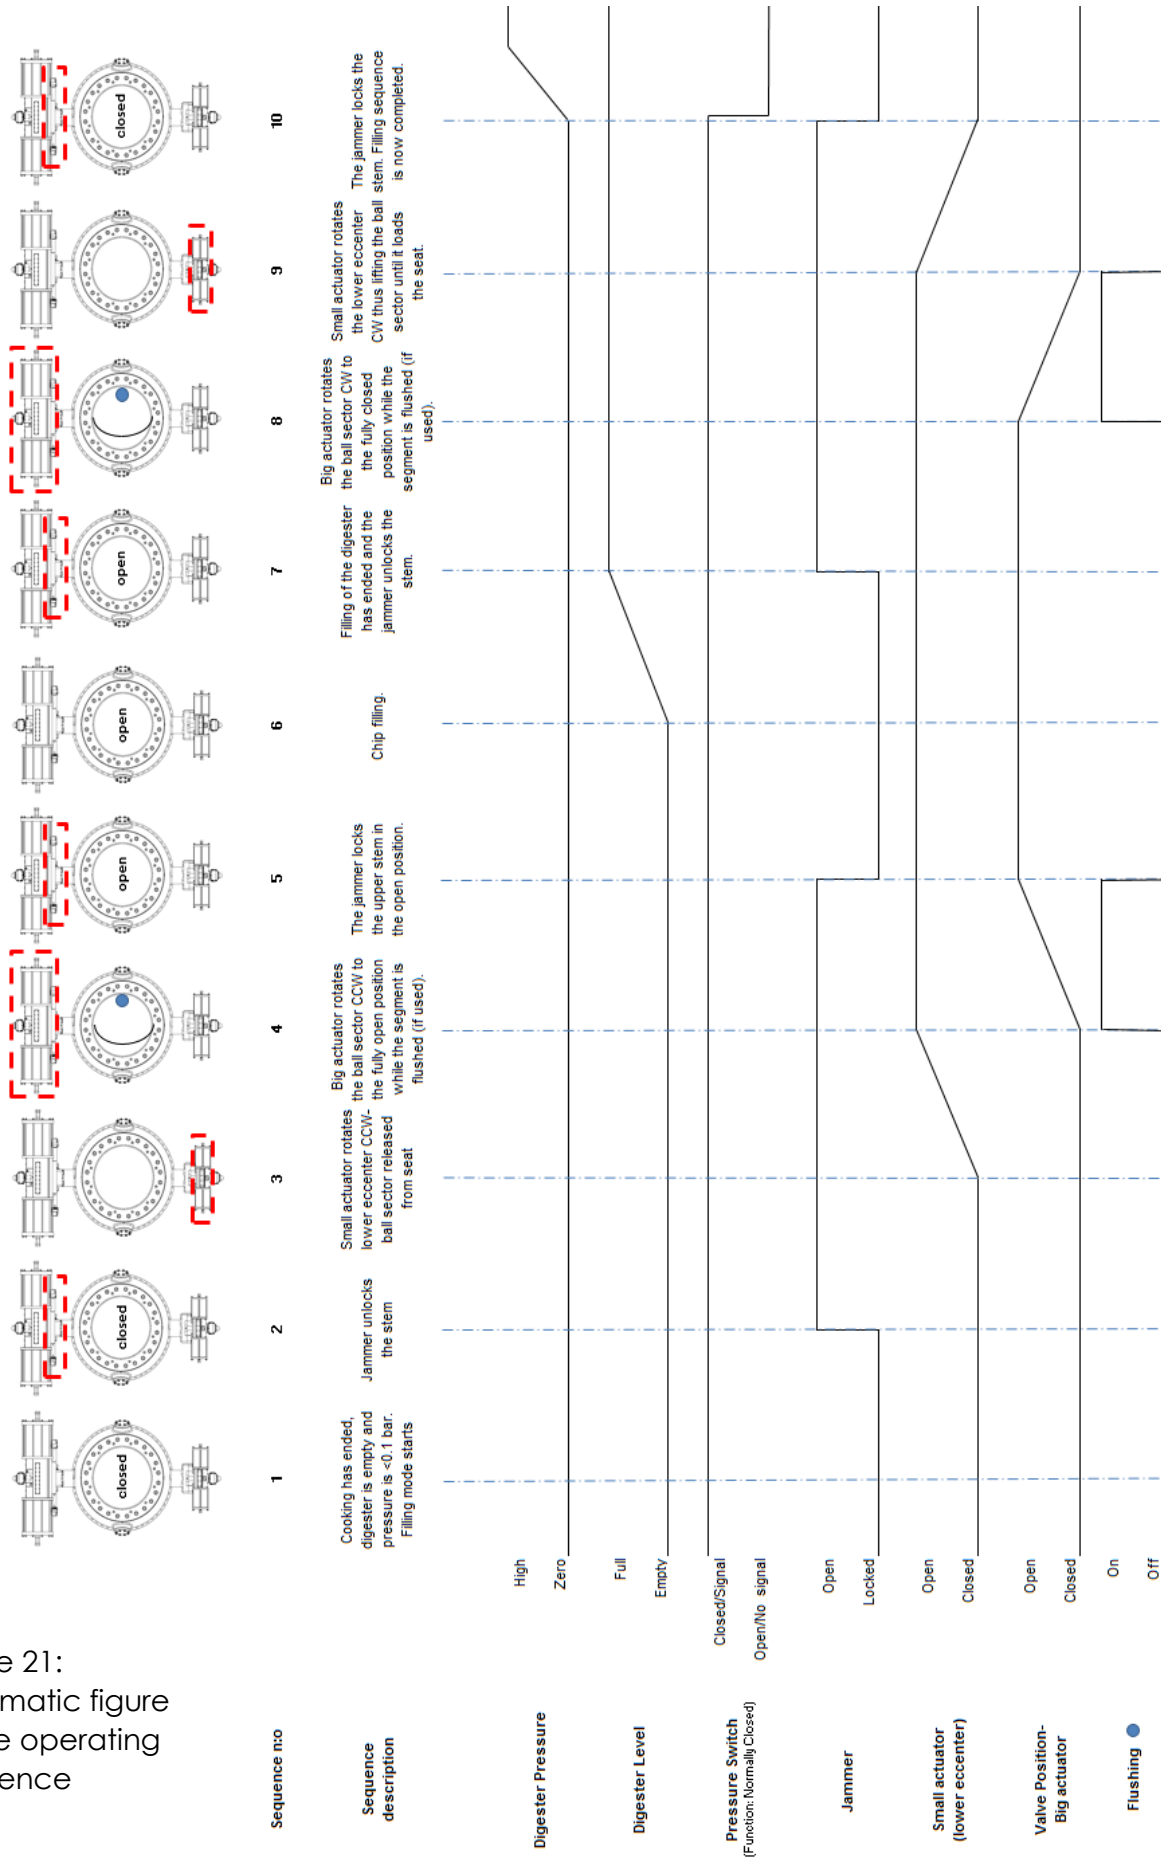 closed
closed
open
open
open
closed
1
2
3
4
5
6
7
8
9
10
Cooking has ended,
digester is empty and
pressure is <0.1 bar.
Filling mode starts
Jammer unlocks
the stem
Small actuator rotates
lower eccenter CCW-
ball sector released
from seat
Big actuator rotates
the ball sector CCW to
the fully open position
while the segment is
flushed (if used).
The jammer locks
the upper stem in
the open position.
Chip filling.
Filling of the digester
has ended and the
jammer unlocks the
stem.
Big actuator rotates
the ball sector CW to
the fully closed
position while the
segment is flushed (if
used).
Small actuator rotates
the lower eccenter
CW thus lifting the ball
sector until it loads
the seat.
The jammer locks the
stem. Filling sequence
is now completed.
High
Zero
Full
Empty
Closed/Signal
Open/No signal
Open
Locked
Open
Closed
Open
Closed
On
Off
Sequence n:o
Sequence
description
Digester Pressure
Digester Level
Pressure Switch
(Function: Normally Closed)
Jammer
Small actuator
(lower eccenter)
Valve Position-
Big actuator
Flushing
e 21:
matic figure
e operating
ence